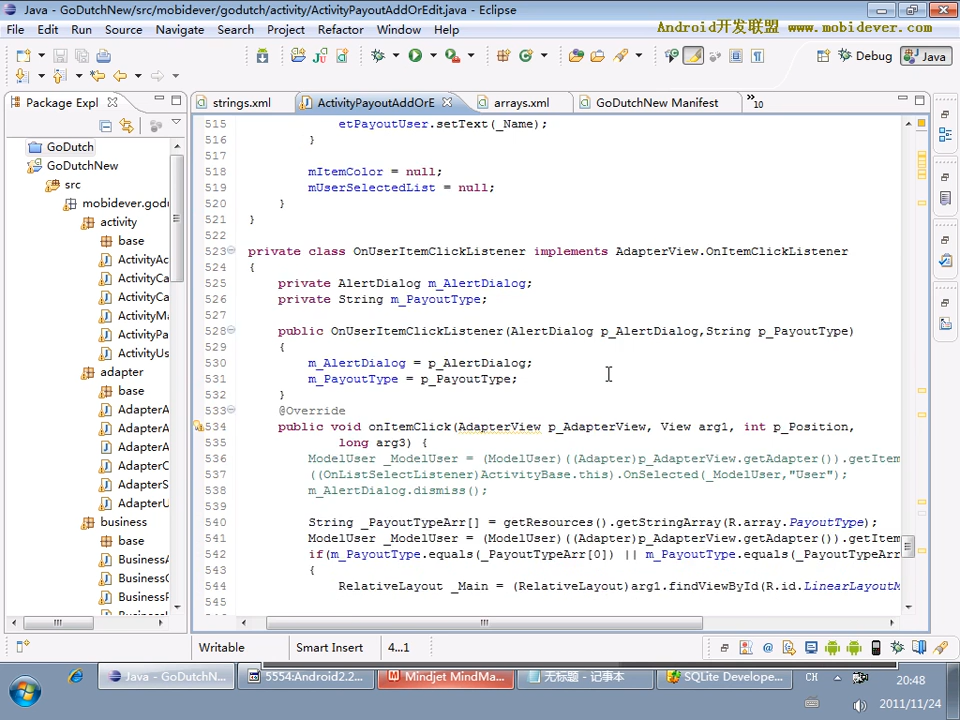 Java - GoDutchNew/src/mobidever/godutch/activity/ActivityPayoutAddOrEdit.java - Eclipse
File Edit Run Source Navigate Search Project Refactor Window Help
Android开发联盟 www.mobidever.com
Debug Java
Package Expl strings.xml ActivityPayoutAddOrE arrays.xml GoDutchNew Manifest »10
GoDutch
GoDutchNew
src
mobidever.godu
activity
base
ActivityAc
ActivityCa
ActivityCa
ActivityM
ActivityPa
ActivityUs
adapter
base
AdapterA
AdapterA
AdapterA
AdapterC
AdapterS
AdapterU
business
base
BusinessA
BusinessC
BusinessP
515 etPayoutUser.setText(_Name);
516 }
517
518 mItemColor = null;
519 mUserSelectedList = null;
520 }
521 }
522
523 private class OnUserItemClickListener implements AdapterView.OnItemClickListener
524 {
525 private AlertDialog m_AlertDialog;
526 private String m_PayoutType;
527
528 public OnUserItemClickListener(AlertDialog p_AlertDialog,String p_PayoutType)
529 {
530 m_AlertDialog = p_AlertDialog;
531 m_PayoutType = p_PayoutType;
532 }
533 @Override
534 public void onItemClick(AdapterView p_AdapterView, View arg1, int p_Position,
535 long arg3) {
536 ModelUser _ModelUser = (ModelUser)((Adapter)p_AdapterView.getAdapter()).getItem
537 ((OnListSelectListener)ActivityBase.this).OnSelected(_ModelUser,"User");
538 m_AlertDialog.dismiss();
539
540 String _PayoutTypeArr[] = getResources().getStringArray(R.array.PayoutType);
541 ModelUser _ModelUser = (ModelUser)((Adapter)p_AdapterView.getAdapter()).getItem
542 if(m_PayoutType.equals(_PayoutTypeArr[0]) || m_PayoutType.equals(_PayoutTypeArr
543 {
544 RelativeLayout _Main = (RelativeLayout)arg1.findViewById(R.id.LinearLayoutM
545
Writable Smart Insert 4...1
Java - GoDutchN... 5554:Android2.2... Mindjet MindMa... 无标题 - 记事本 SQLite Develope... CH 20:48
2011/11/24